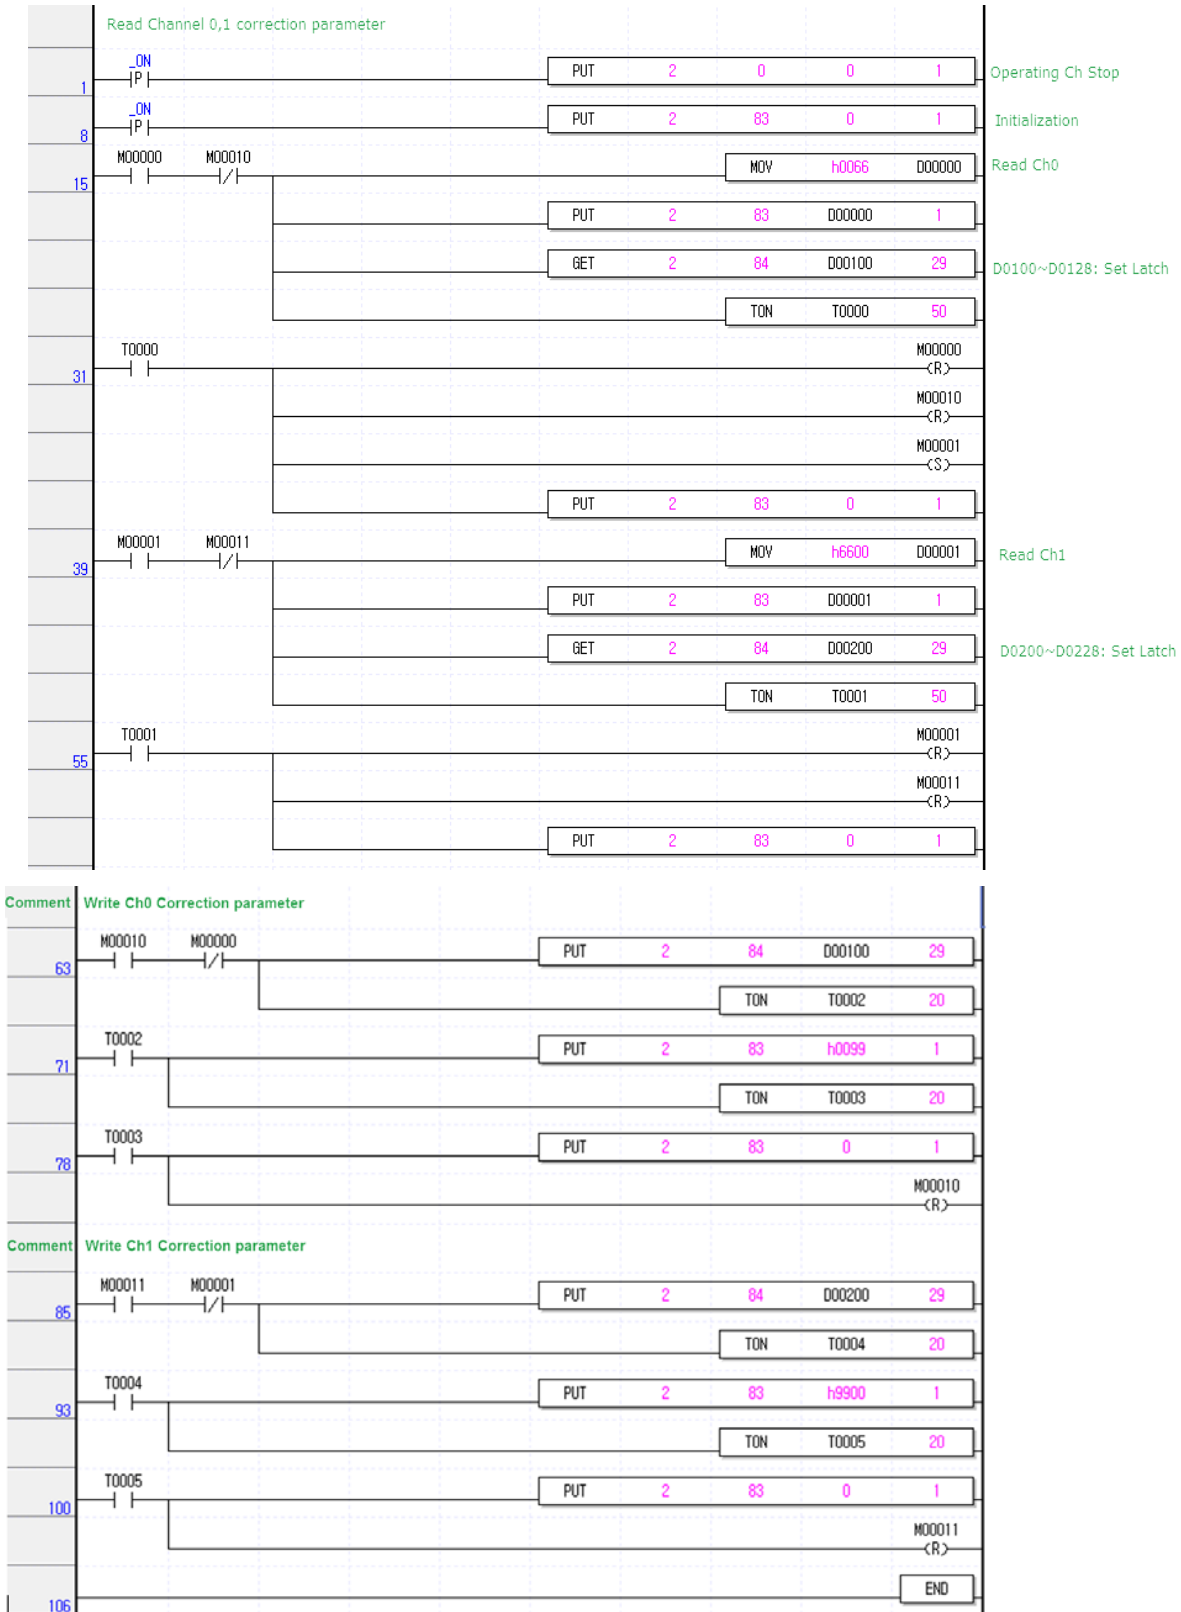 Read Channel 0,1 correction parameter
_ON
P
PUT 2 0 0 1
Operating Ch Stop
1
_ON
P
PUT 2 83 0 1
Initialization
8
M00000 M00010
MOV h0066 D00000
Read Ch0
15
PUT 2 83 D00000 1
GET 2 84 D00100 29
D0100~D0128: Set Latch
TON T0000 50
T0000
M00000
(R)
31
M00010
(R)
M00001
(S)
PUT 2 83 0 1
M00001 M00011
MOV h6600 D00001
Read Ch1
39
PUT 2 83 D00001 1
GET 2 84 D00200 29
D0200~D0228: Set Latch
TON T0001 50
T0001
M00001
(R)
55
M00011
(R)
PUT 2 83 0 1
Comment Write Ch0 Correction parameter
M00010 M00000
PUT 2 84 D00100 29
63
TON T0002 20
T0002
PUT 2 83 h0099 1
71
TON T0003 20
T0003
PUT 2 83 0 1
78
M00010
(R)
Comment Write Ch1 Correction parameter
M00011 M00001
PUT 2 84 D00200 29
85
TON T0004 20
T0004
PUT 2 83 h9900 1
93
TON T0005 20
T0005
PUT 2 83 0 1
100
M00011
(R)
END
106